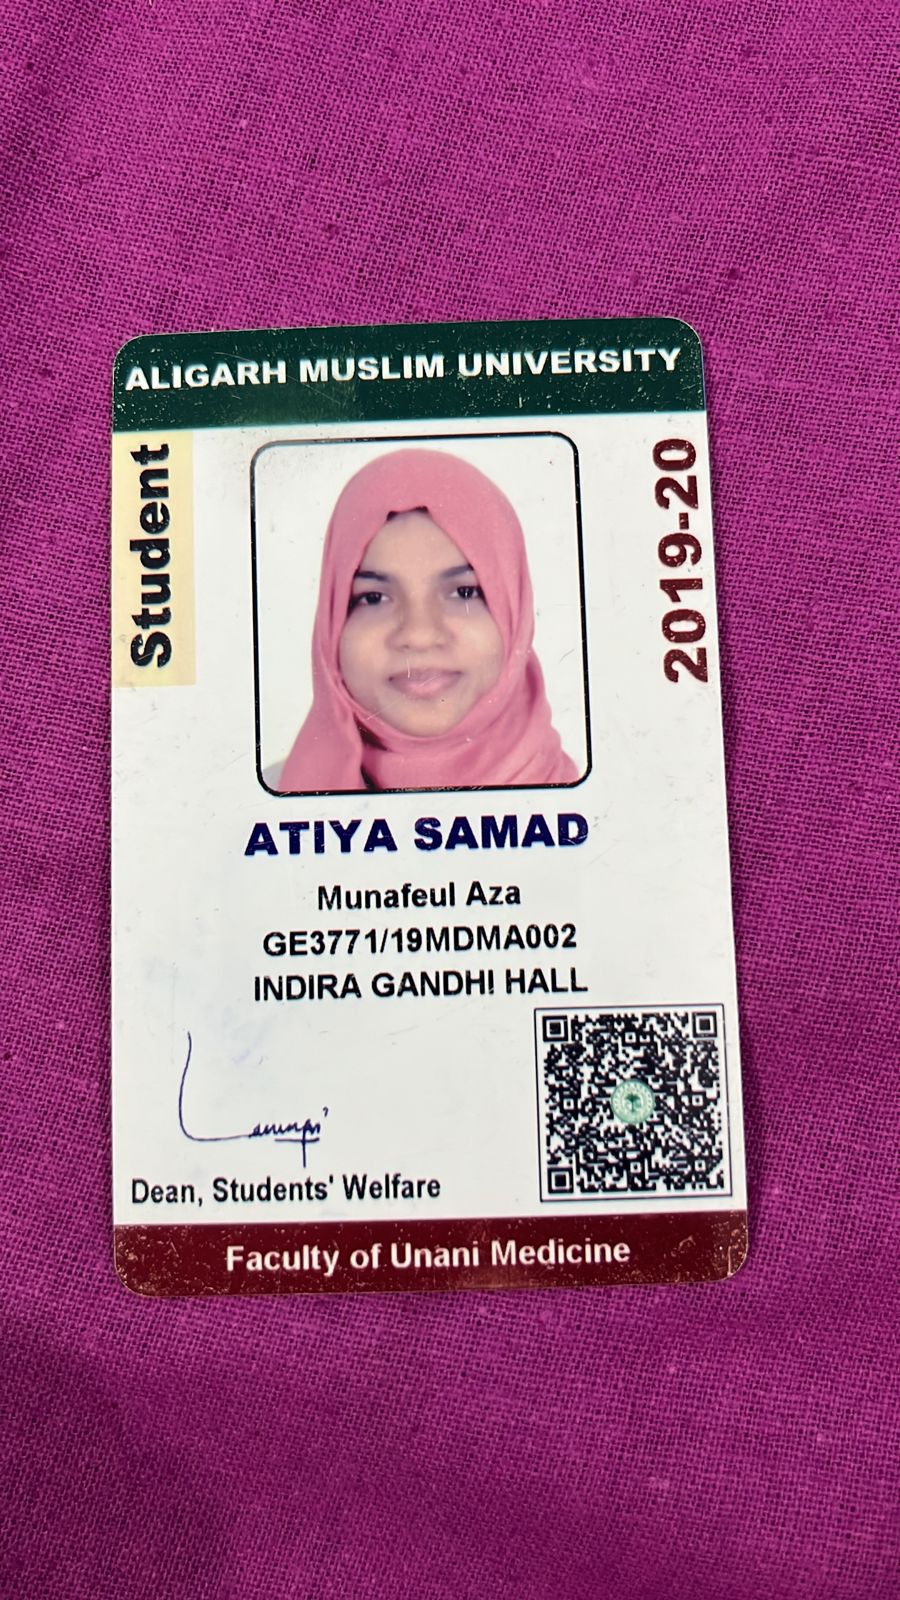 ALIGARH MUSLIM UNIVERSITY
Student
2019-20
ATIYA SAMAD
Munafeul Aza
GE3771/19MDMA002
INDIRA GANDHI HALL
Dean, Students' Welfare
Faculty of Unani Medicine